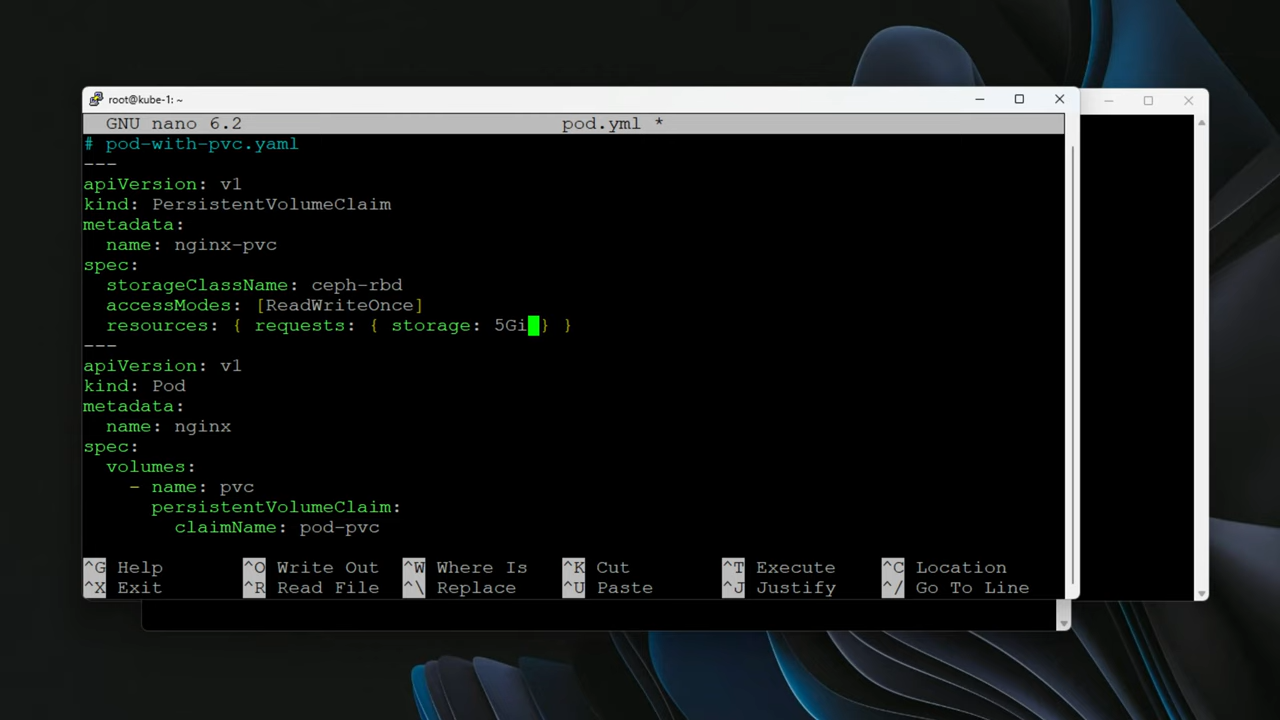 root@kube-1: ~
GNU nano 6.2 pod.yml *
# pod-with-pvc.yaml
---
apiVersion: v1
kind: PersistentVolumeClaim
metadata:
  name: nginx-pvc
spec:
  storageClassName: ceph-rbd
  accessModes: [ReadWriteOnce]
  resources: { requests: { storage: 5Gi } }
---
apiVersion: v1
kind: Pod
metadata:
  name: nginx
spec:
  volumes:
    - name: pvc
      persistentVolumeClaim:
        claimName: pod-pvc
^G Help ^O Write Out ^W Where Is ^K Cut ^T Execute ^C Location
^X Exit ^R Read File ^\ Replace ^U Paste ^J Justify ^/ Go To Line